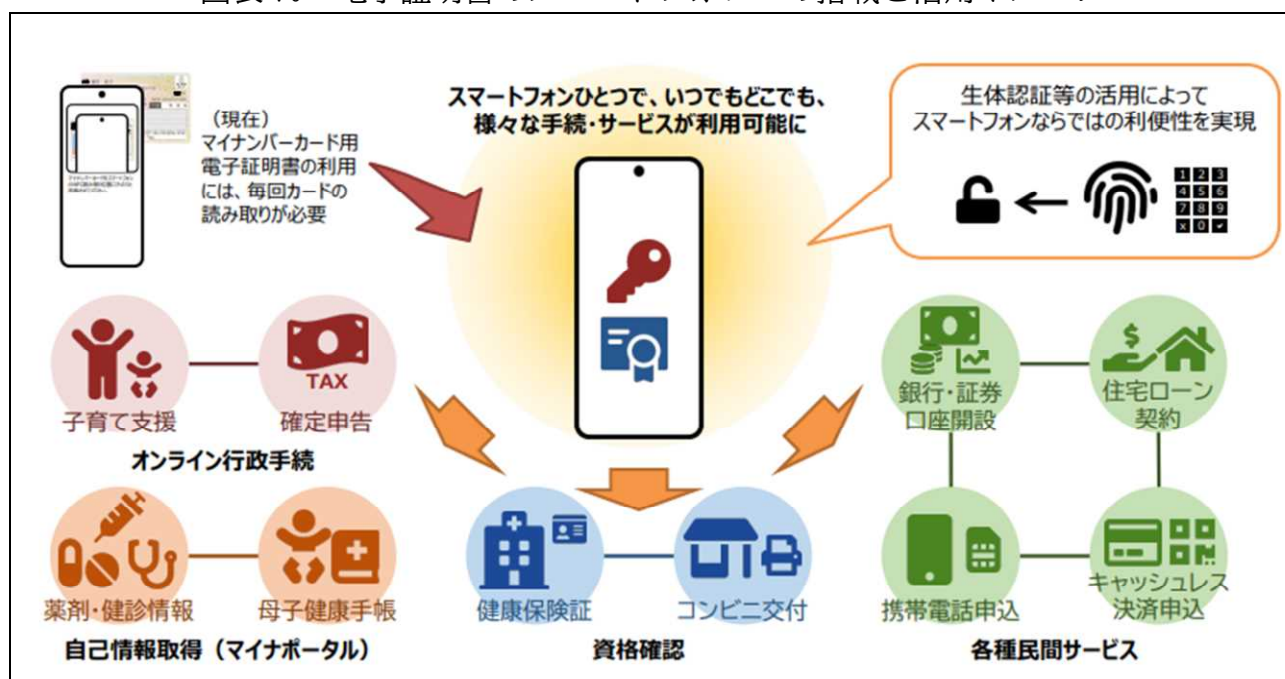 （現在）
マイナンバーカード用
電子証明書の利用
には、毎回カードの
読み取りが必要
スマートフォンひとつで、いつでもどこでも、
様々な手続・サービスが利用可能に
生体認証等の活用によって
スマートフォンならではの利便性を実現
1 2 3
4 5 6
7 8 9
x 0 ✓
TAX
子育て支援
確定申告
オンライン行政手続
薬剤・健診情報
母子健康手帳
自己情報取得（マイナポータル）
健康保険証
コンビニ交付
資格確認
銀行・証券
口座開設
住宅ローン
契約
携帯電話申込
キャッシュレス
決済申込
各種民間サービス